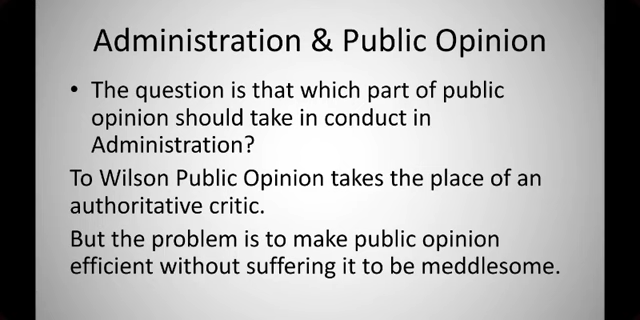 Administration & Public Opinion
• The question is that which part of public
opinion should take in conduct in
Administration?
To Wilson Public Opinion takes the place of an
authoritative critic.
But the problem is to make public opinion
efficient without suffering it to be meddlesome.